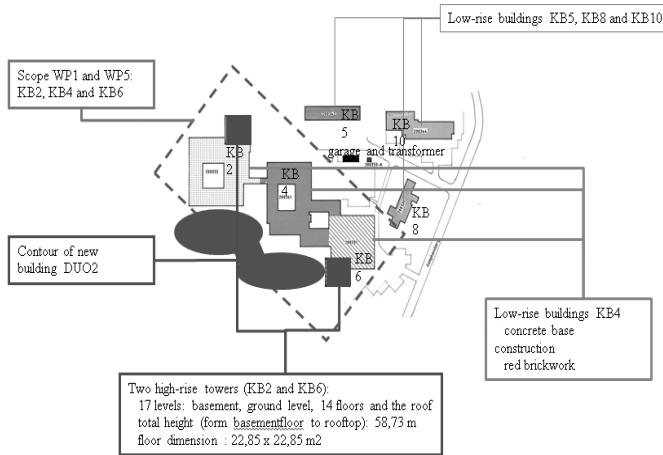 Low-rise buildings KB5, KB8 and KB10
Scope WP1 and WP5:
KB2, KB4 and KB6
KB
5
KB
10
garage and transformer
KB
2
KB
4
KB
8
KB
6
Contour of new
building DUO2
Low-rise buildings KB4
concrete base
construction
red brickwork
Two high-rise towers (KB2 and KB6):
17 levels: basement, ground level, 14 floors and the roof
total height (form basementfloor to rooftop): 58,73 m
floor dimension : 22,85 x 22,85 m2